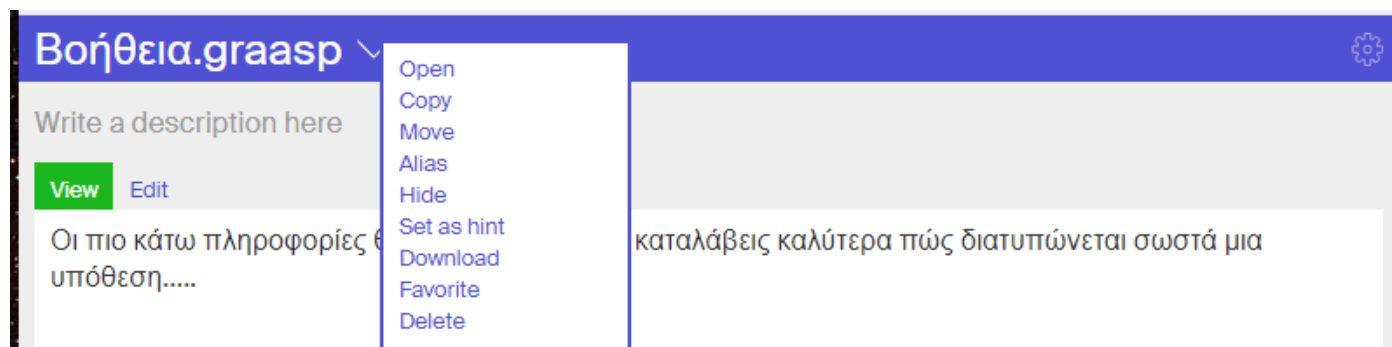 Βοήθεια.graasp
Open
Copy
Write a description here
Move
Alias
View Edit
Hide
Set as hint
Οι πιο κάτω πληροφορίες καταλάβεις καλύτερα πώς διατυπώνεται σωστά μια
Download
υπόθεση.....
Favorite
Delete